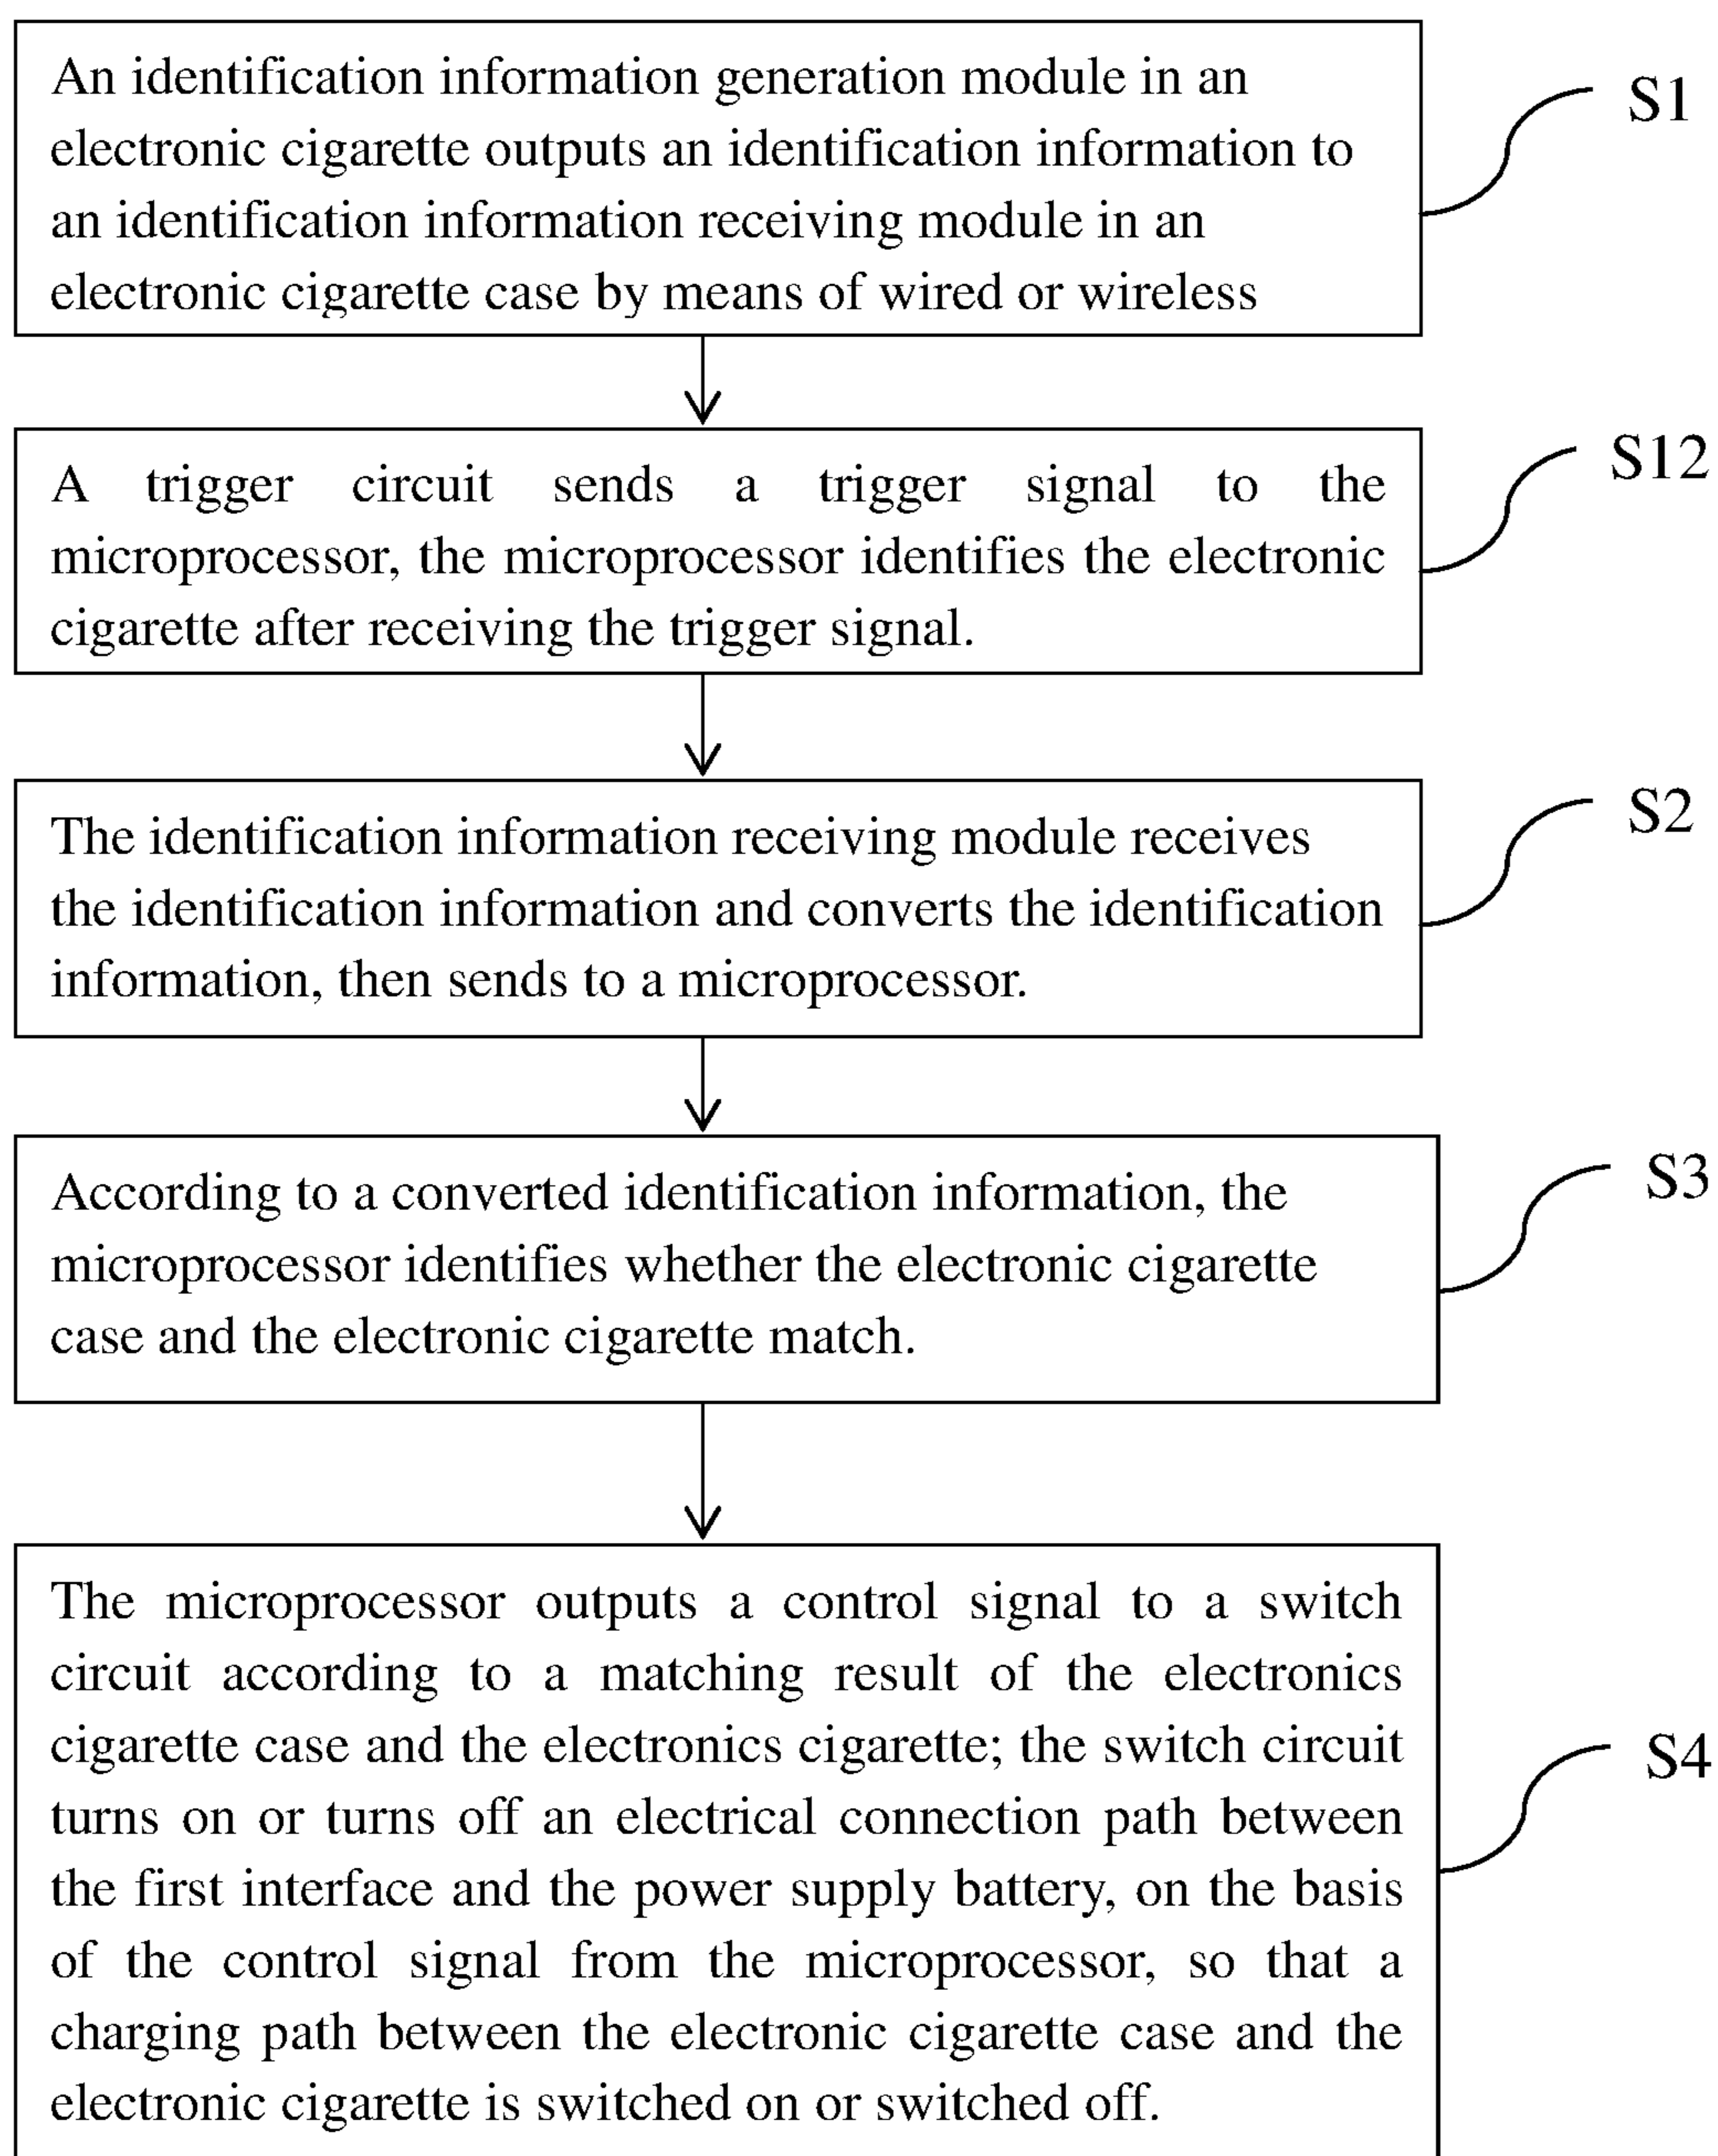 An identification information generation module in an
electronic cigarette outputs an identification information to
an identification information receiving module in an
electronic cigarette case by means of wired or wireless
S1
A trigger circuit sends a trigger signal to the
microprocessor, the microprocessor identifies the electronic
cigarette after receiving the trigger signal.
S12
The identification information receiving module receives
the identification information and converts the identification
information, then sends to a microprocessor.
S2
According to a converted identification information, the
microprocessor identifies whether the electronic cigarette
case and the electronic cigarette match.
S3
The microprocessor outputs a control signal to a switch
circuit according to a matching result of the electronics
cigarette case and the electronics cigarette; the switch circuit
turns on or turns off an electrical connection path between
the first interface and the power supply battery, on the basis
of the control signal from the microprocessor, so that a
charging path between the electronic cigarette case and the
electronic cigarette is switched on or switched off.
S4